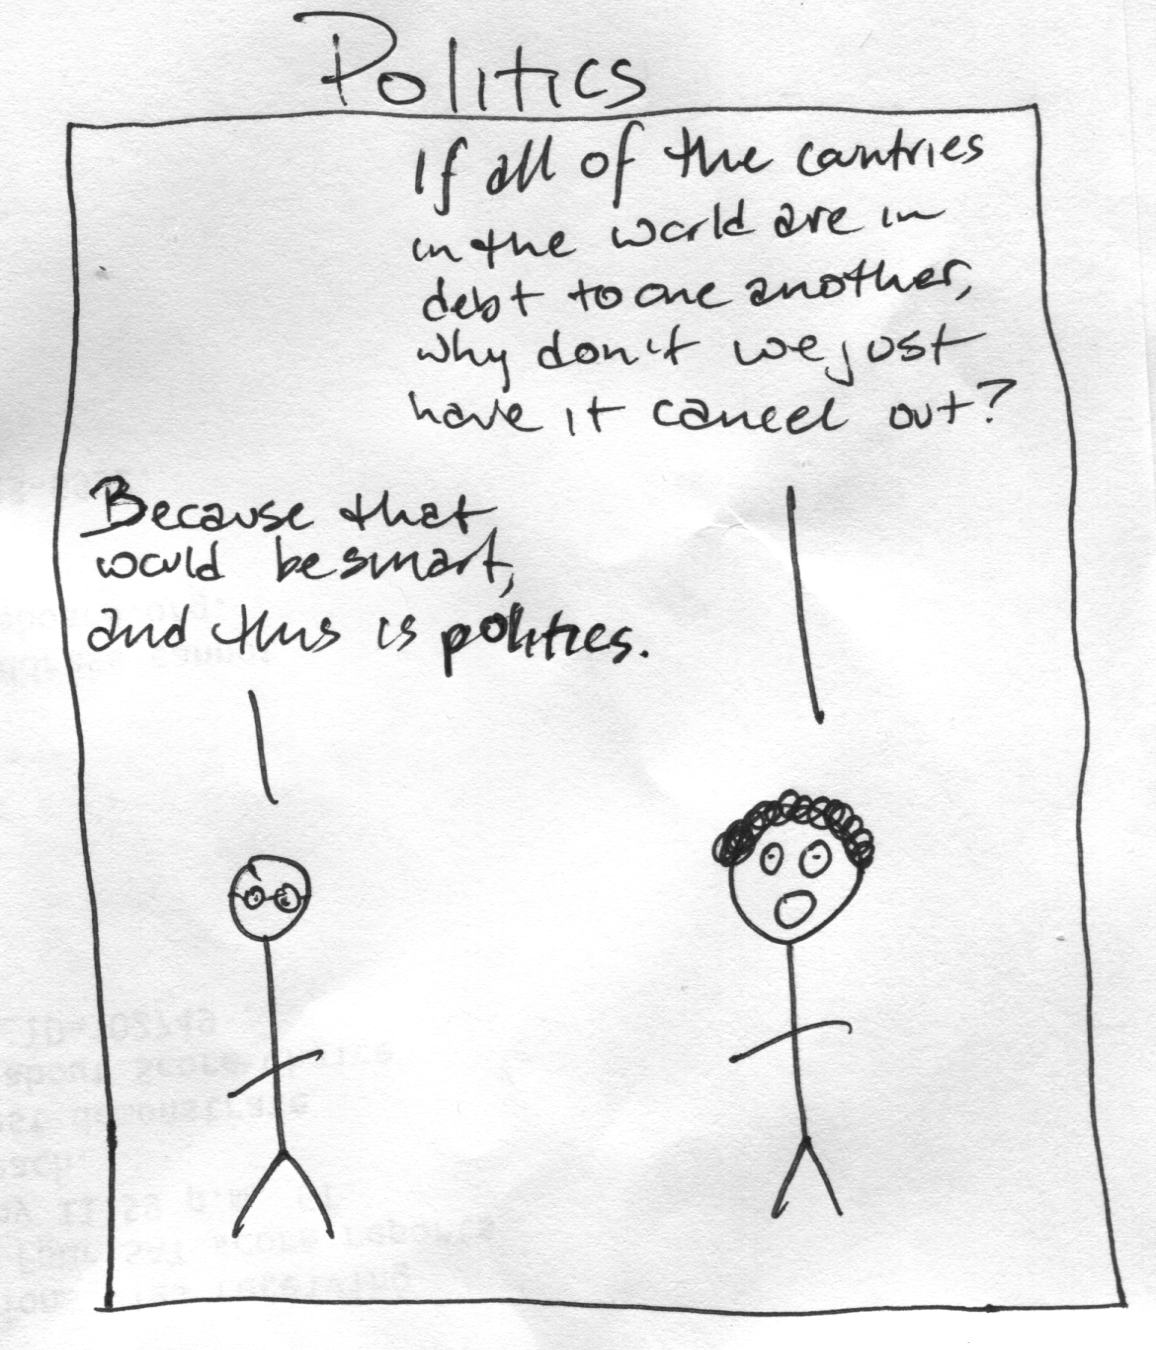 Politics
If all of the countries
in the world are in
debt to one another,
why don't we just
have it cancel out?
Because that
would be smart,
and this is politics.